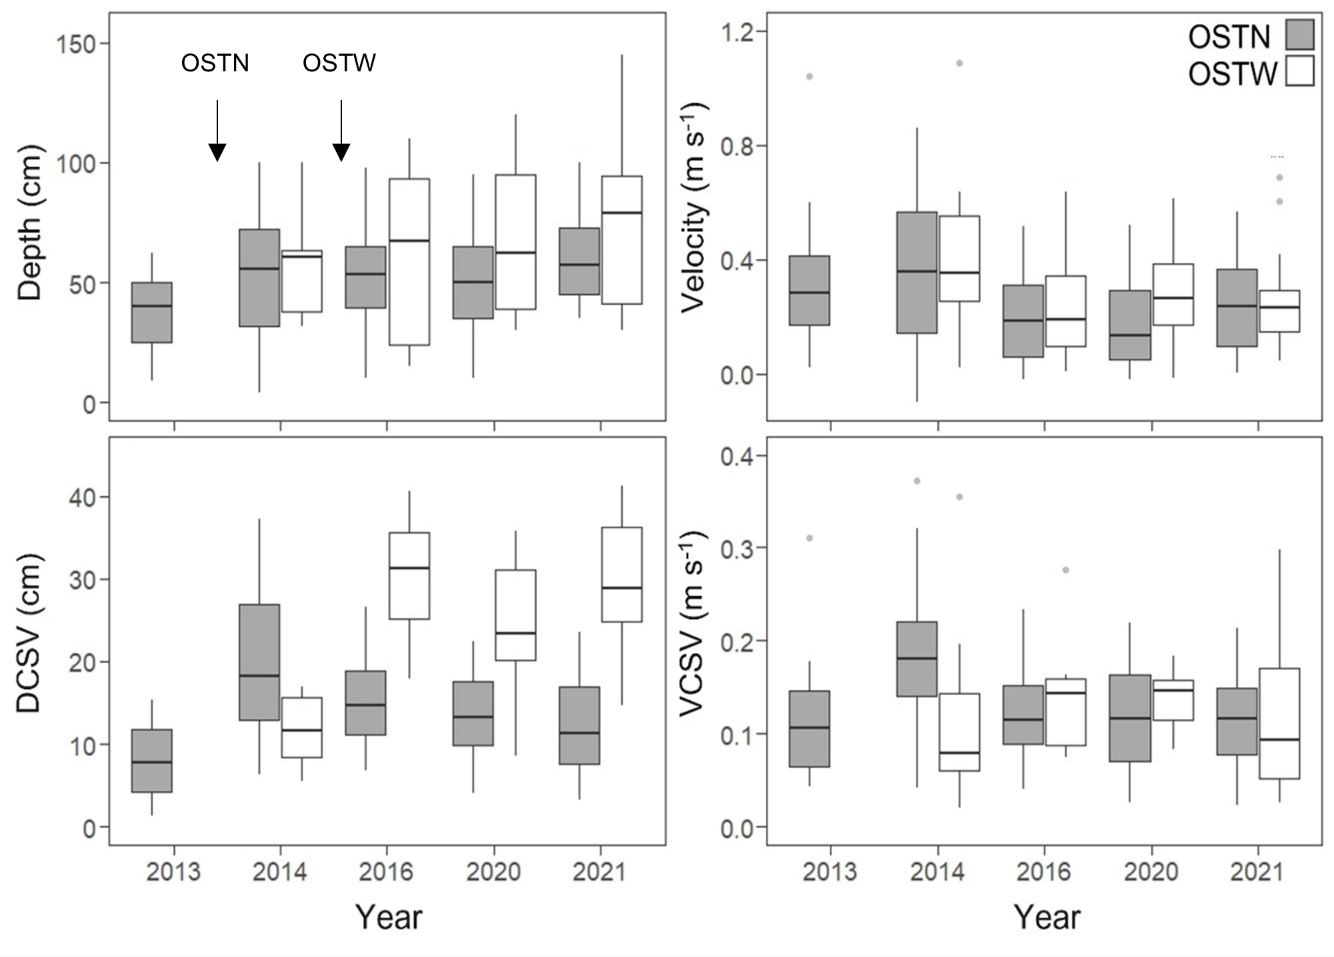 OSTN
OSTW
150
100
50
0
Depth (cm)
1.2
0.8
0.4
0.0
Velocity (m s-1)
OSTN
OSTW
40
30
20
10
0
DCSV (cm)
2013 2014 2016 2020 2021
Year
0.4
0.3
0.2
0.1
0.0
VCSV (m s-1)
2013 2014 2016 2020 2021
Year